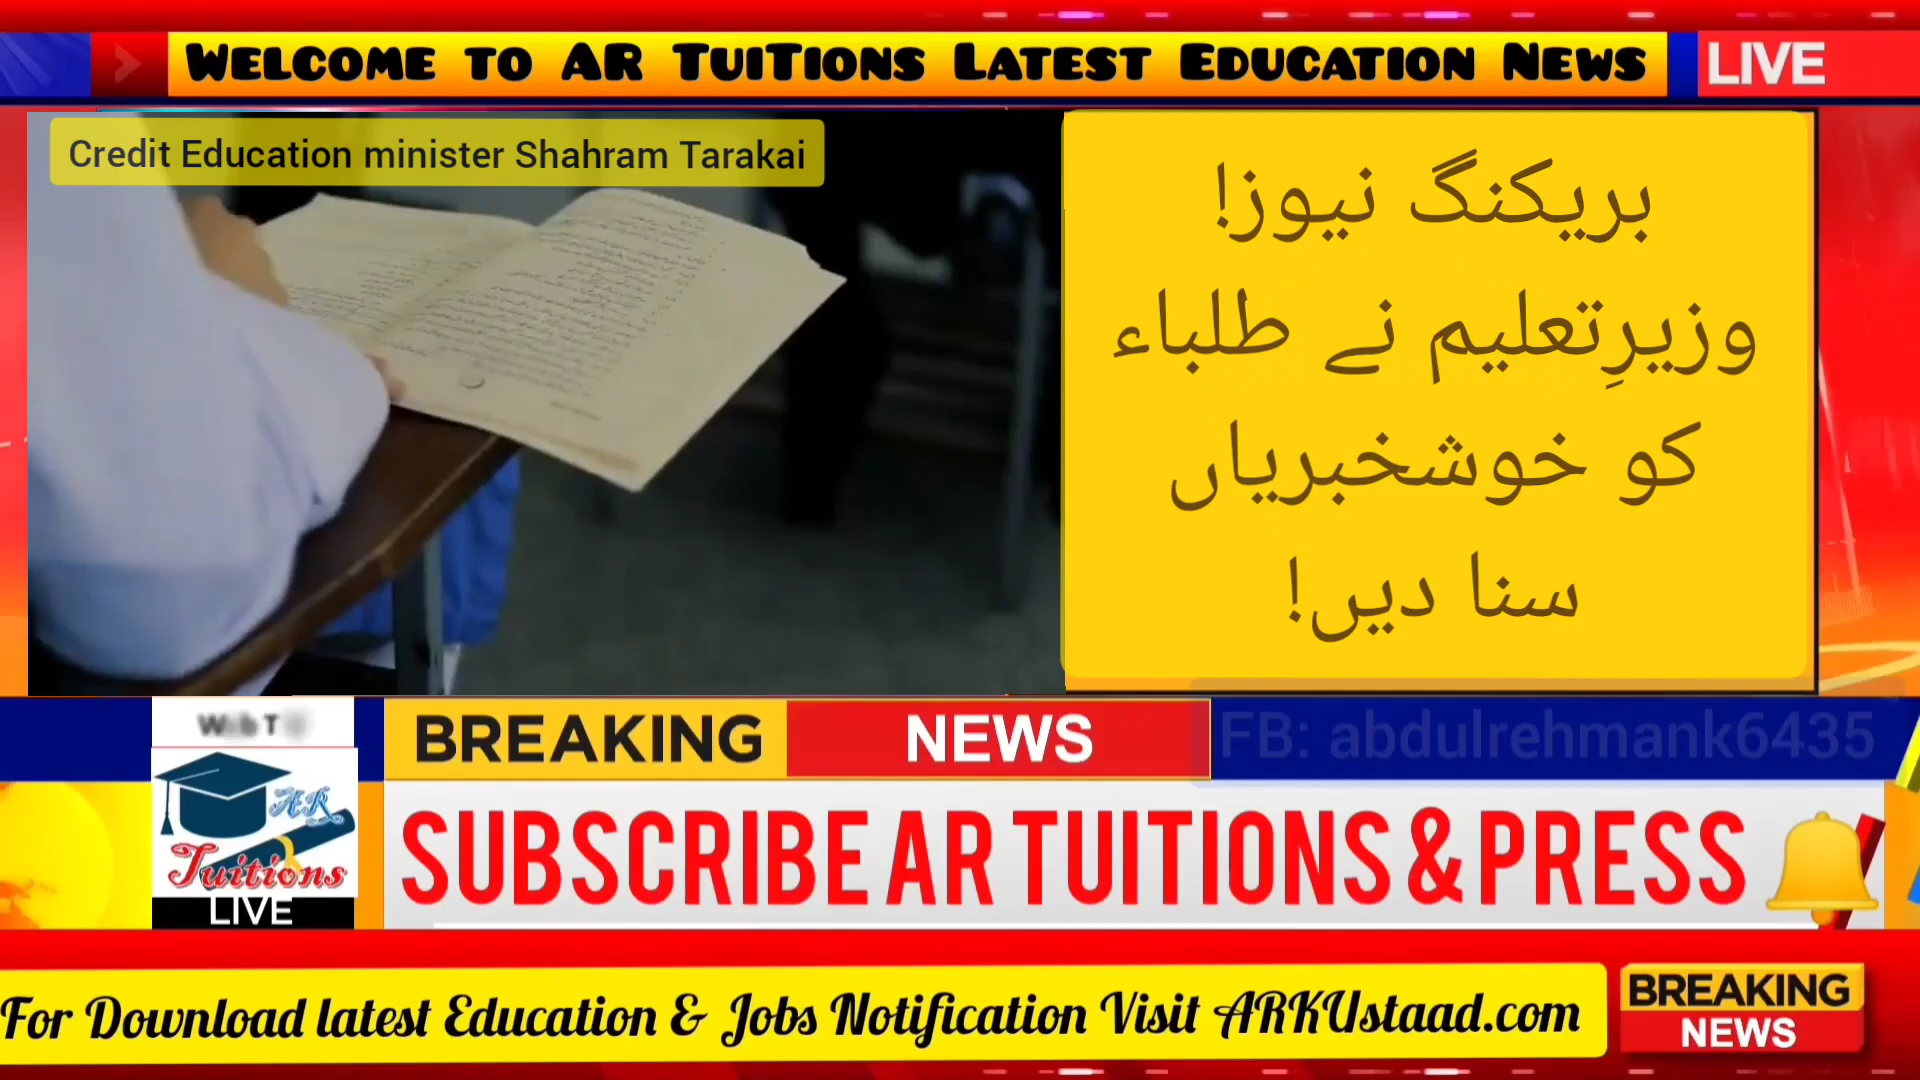 WELCOME TO AR TUITIONS LATEST EDUCATION NEWS
LIVE
Credit Education minister Shahram Tarakai
بریکنگ نیوز!
وزیرِتعلیم نے طلباء
کو خوشخبریاں
سنا دیں!
BREAKING NEWS
FB: abdulrehmank6435
AR
Tuitions
LIVE
SUBSCRIBE AR TUITIONS & PRESS
For Download latest Education & Jobs Notification Visit ARKUstaad.com
BREAKING
NEWS